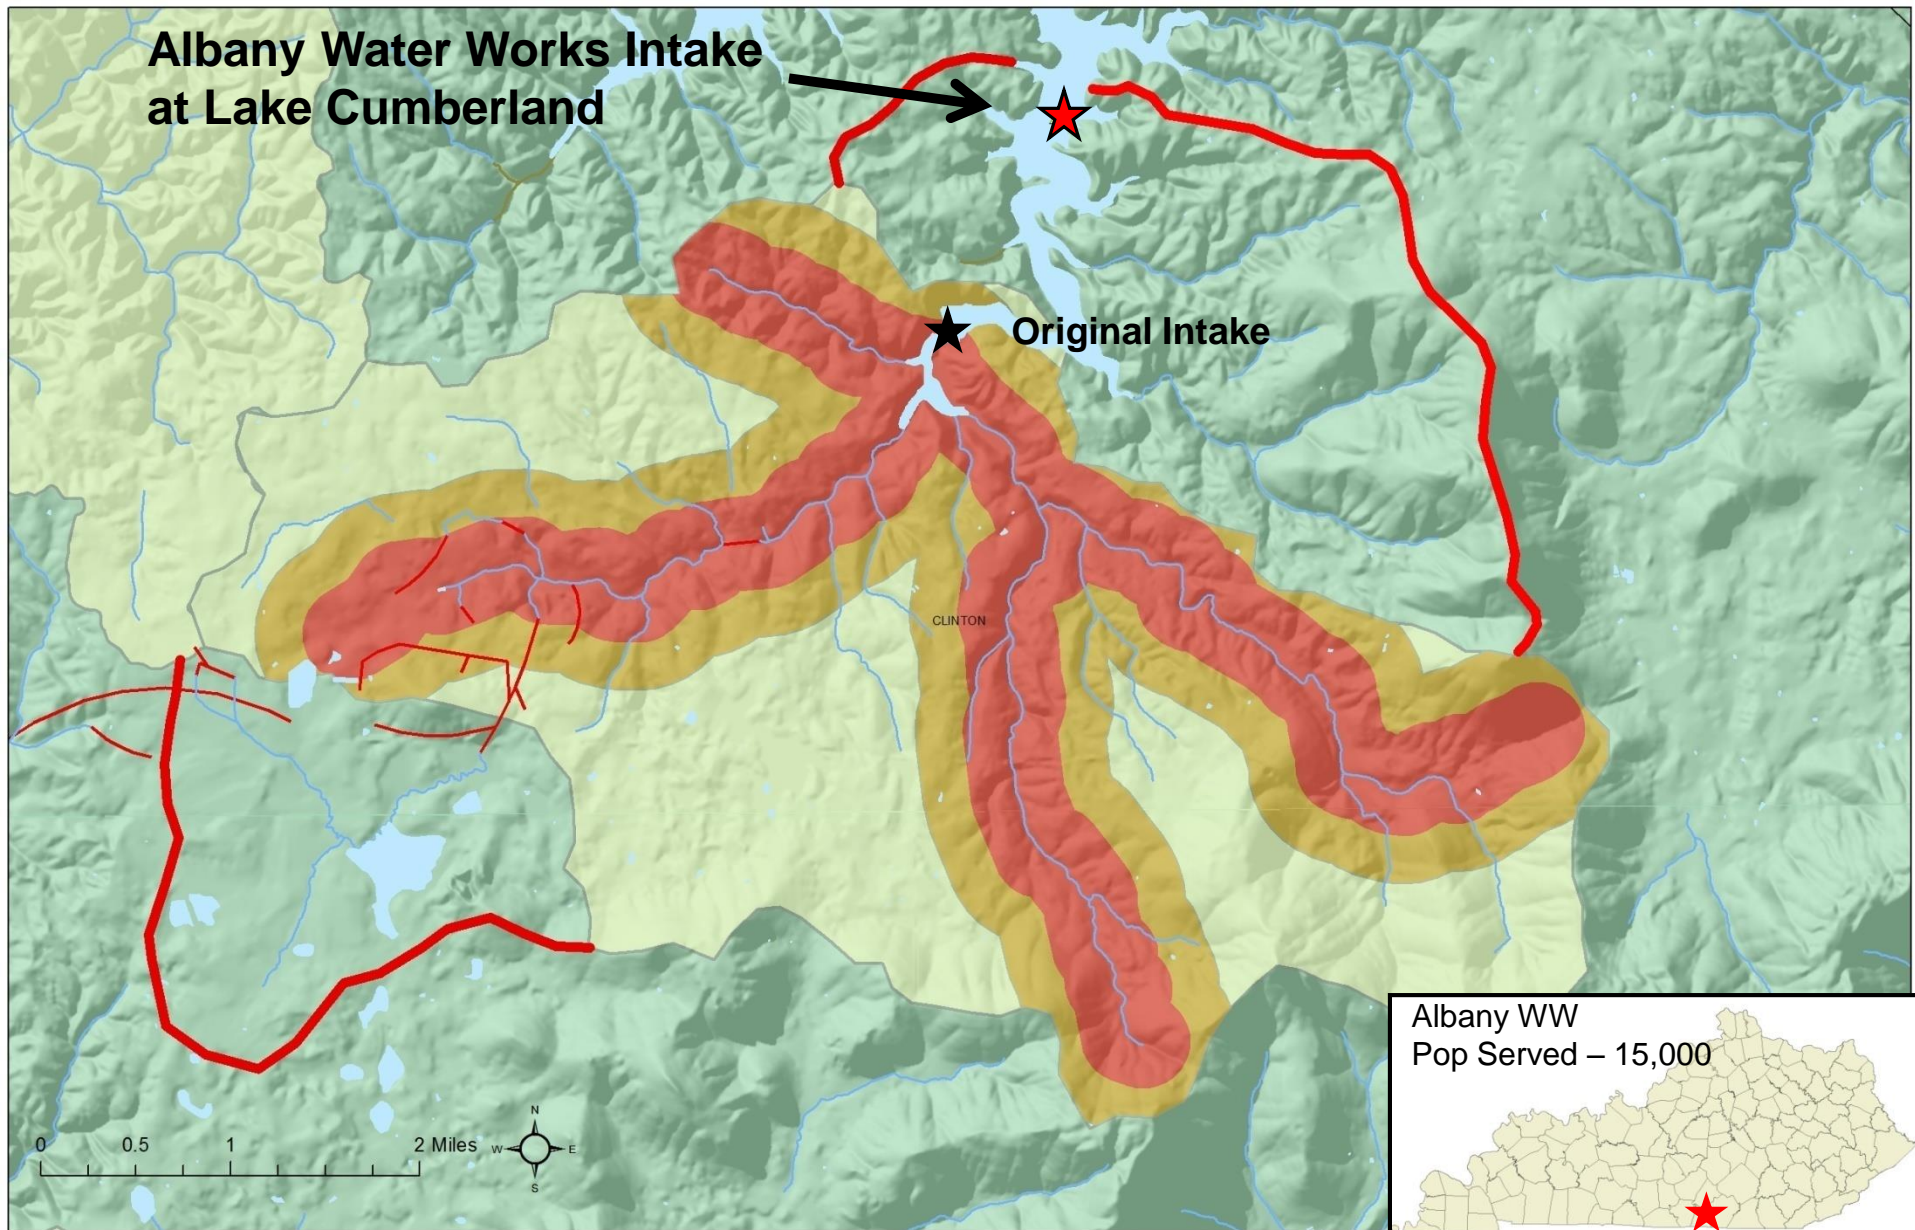 Albany Water Works Intake
at Lake Cumberland
Original Intake
CLINTON
0 0.5 1 2 Miles
N
W E
S
Albany WW
Pop Served – 15,000